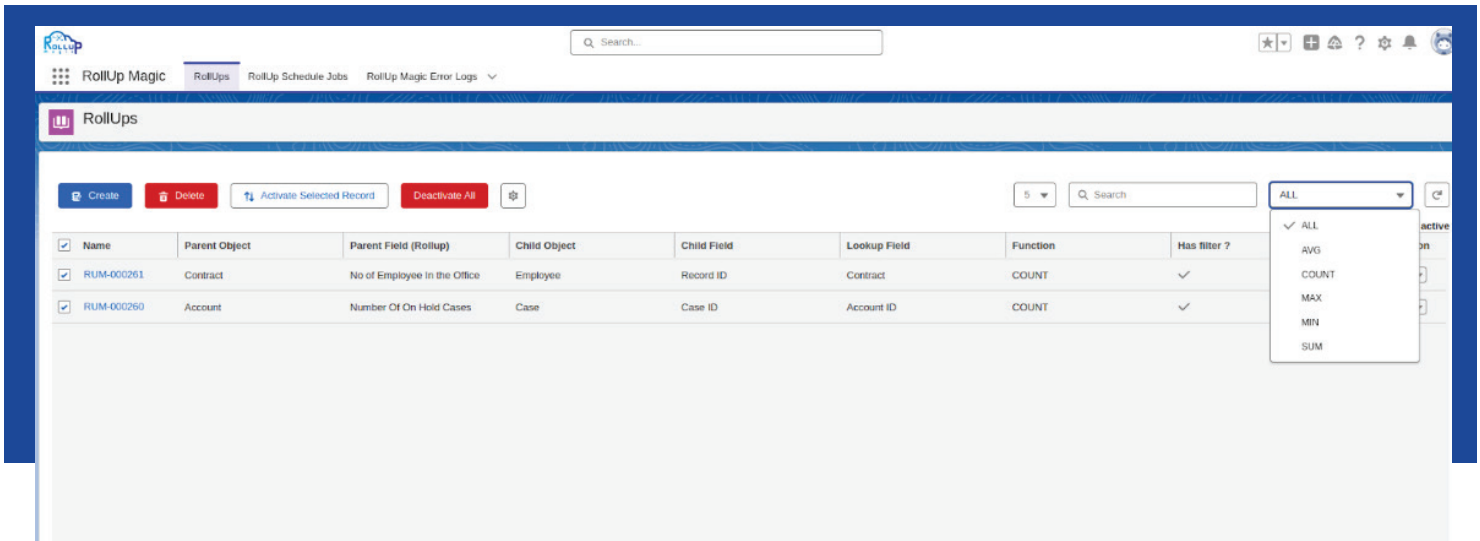 RollUp
Search...
RollUp Magic RollUps RollUp Schedule Jobs RollUp Magic Error Logs
RollUps
Create Delete Activate Selected Record Deactivate All 5 Search ALL
ALL
active
Name Parent Object Parent Field (Rollup) Child Object Child Field Lookup Field Function Has filter ? on
AVG
RUM-000261 Contract No of Employee In the Office Employee Record ID Contract COUNT
COUNT
MAX
RUM-000260 Account Number Of On Hold Cases Case Case ID Account ID COUNT
MIN
SUM